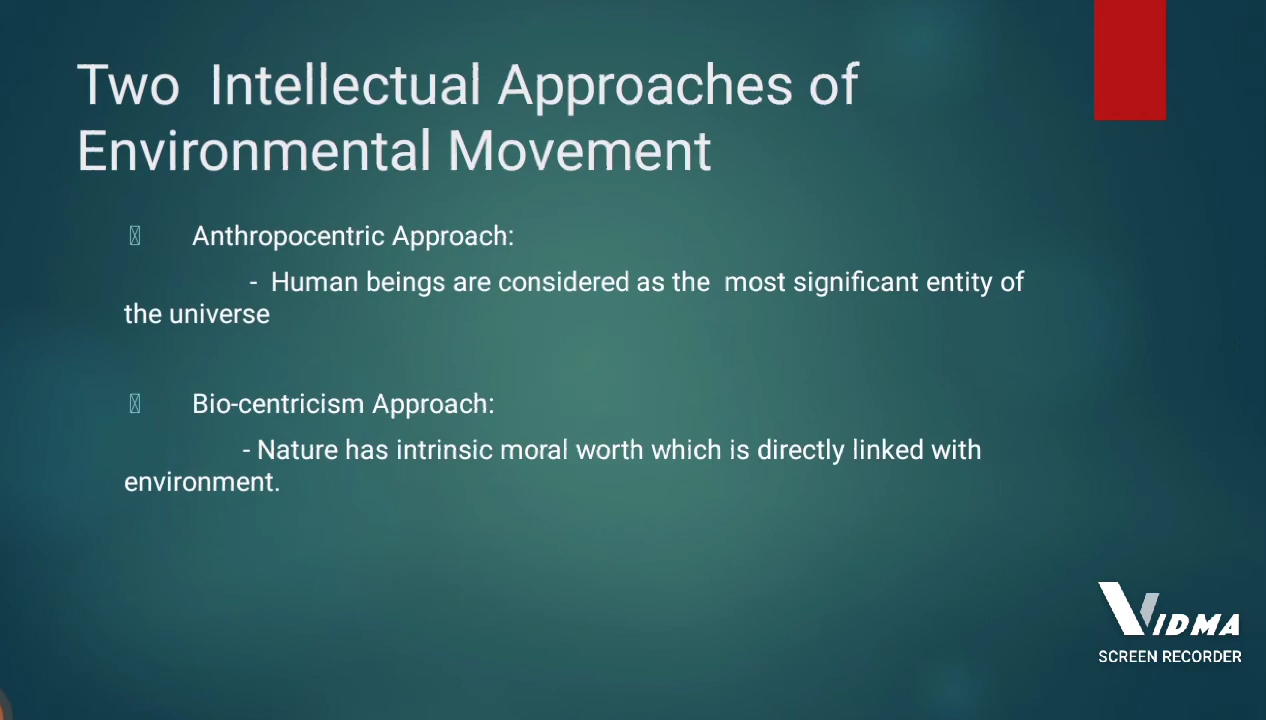 Two Intellectual Approaches of
Environmental Movement
Anthropocentric Approach:
- Human beings are considered as the most significant entity of
the universe
Bio-centricism Approach:
- Nature has intrinsic moral worth which is directly linked with
environment.
VIDMA
SCREEN RECORDER